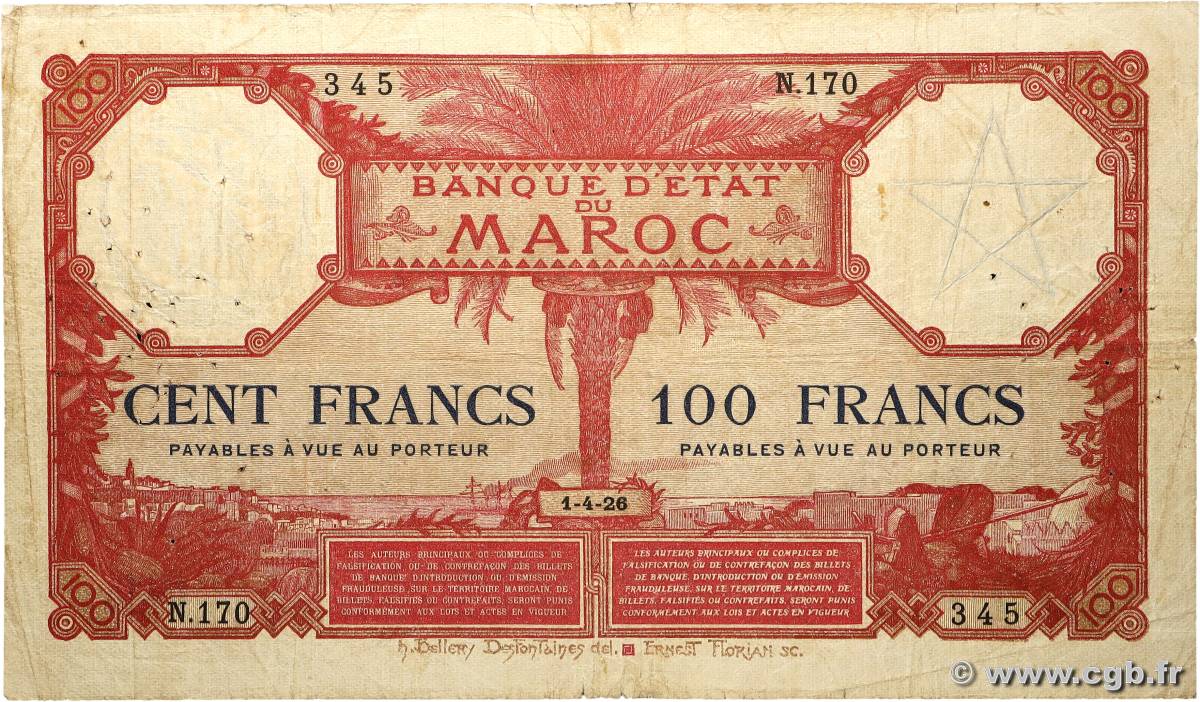 100
345
N.170
100
BANQUE D'ETAT
DU
MAROC
CENT FRANCS
100 FRANCS
PAYABLES À VUE AU PORTEUR
PAYABLES À VUE AU PORTEUR
1-4-26
LES AUTEURS PRINCIPAUX OU COMPLICES DE
FALSIFICATION OU DE CONTREFAÇON DES BILLETS
DE BANQUE D'INTRODUCTION OU D'ÉMISSION
FRAUDULEUSE, SUR LE TERRITOIRE MAROCAIN, DE
BILLETS, FALSIFIÉS OU CONTREFAITS, SERONT PUNIS
CONFORMÉMENT AUX LOIS ET ACTES EN VIGUEUR
LES AUTEURS PRINCIPAUX OU COMPLICES DE
FALSIFICATION OU DE CONTREFAÇON DES BILLETS
DE BANQUE, D'INTRODUCTION OU D'ÉMISSION
FRAUDULEUSE, SUR LE TERRITOIRE MAROCAIN, DE
BILLETS, FALSIFIÉS OU CONTREFAITS, SERONT PUNIS
CONFORMÉMENT, AUX LOIS ET ACTES EN VIGUEUR
100
N.170
345
100
h. Bellery Desfontaines del. ERNEST FLORIAN SC.
© www.cgb.fr